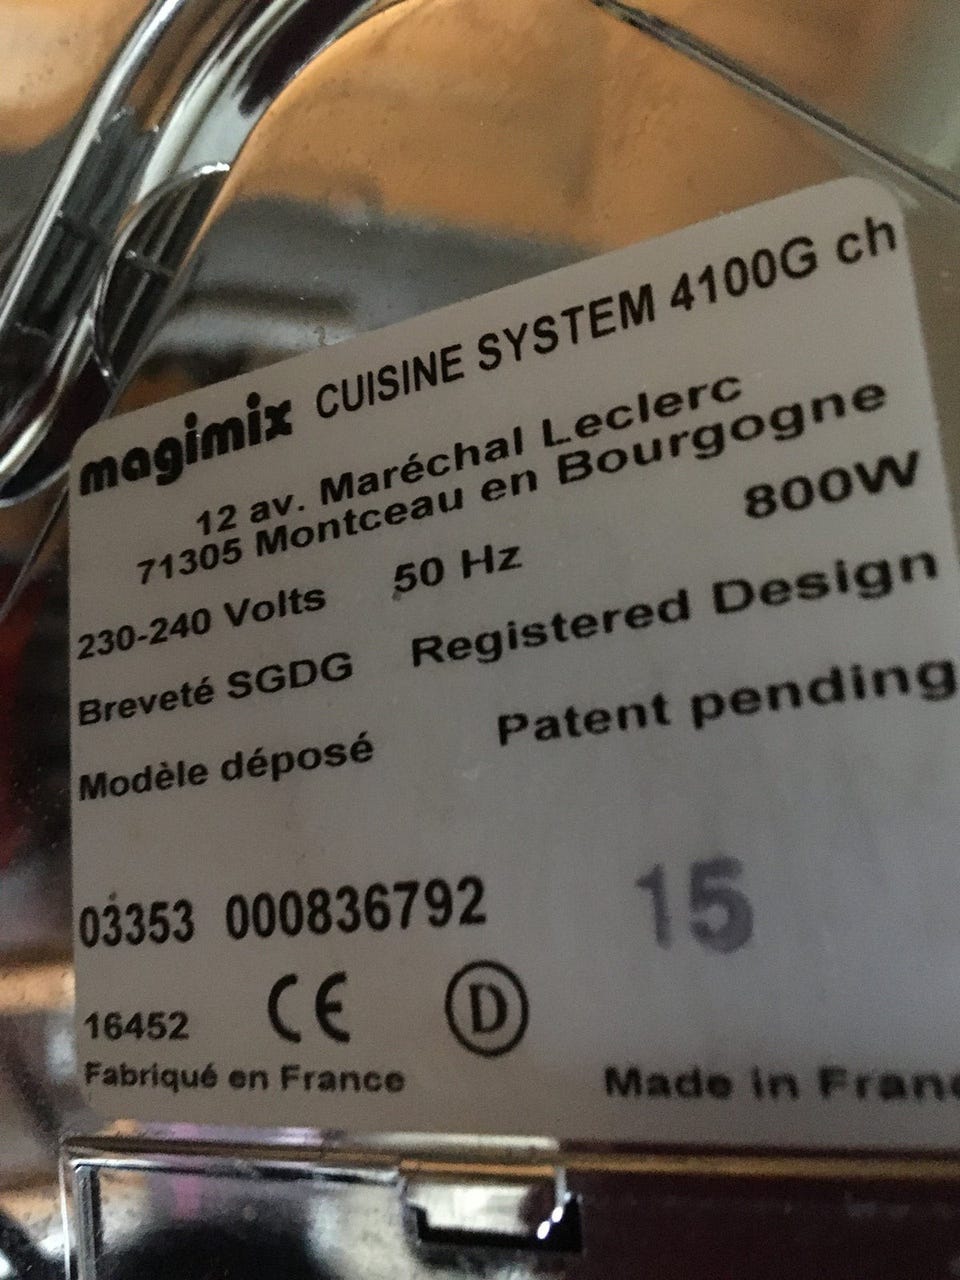 magimix CUISINE SYSTEM 4100G ch
12 av. Maréchal Leclerc
71305 Montceau en Bourgogne
230-240 Volts 50 Hz 800W
Breveté SGDG Registered Design
Modèle déposé Patent pending
03353 000836792 15
16452 CE D
Fabriqué en France Made in Franc